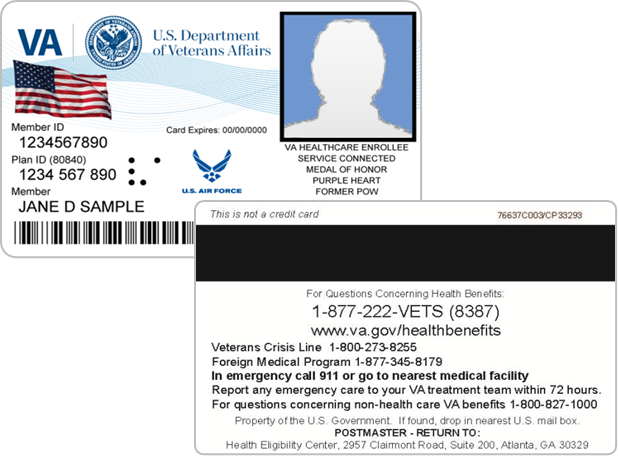 VA
U.S. Department
of Veterans Affairs
Member ID
1234567890
Card Expires: 00/00/0000
Plan ID (80840)
1234 567 890
Member
JANE D SAMPLE
U.S. AIR FORCE
VA HEALTHCARE ENROLLEE
SERVICE CONNECTED
MEDAL OF HONOR
PURPLE HEART
FORMER POW
This is not a credit card
76637C003/CP33293
For Questions Concerning Health Benefits:
1-877-222-VETS (8387)
www.va.gov/healthbenefits
Veterans Crisis Line 1-800-273-8255
Foreign Medical Program 1-877-345-8179
In emergency call 911 or go to nearest medical facility
Report any emergency care to your VA treatment team within 72 hours.
For questions concerning non-health care VA benefits 1-800-827-1000
Property of the U.S. Government. If found, drop in nearest U.S. mail box.
POSTMASTER - RETURN TO:
Health Eligibility Center, 2957 Clairmont Road, Suite 200, Atlanta, GA 30329